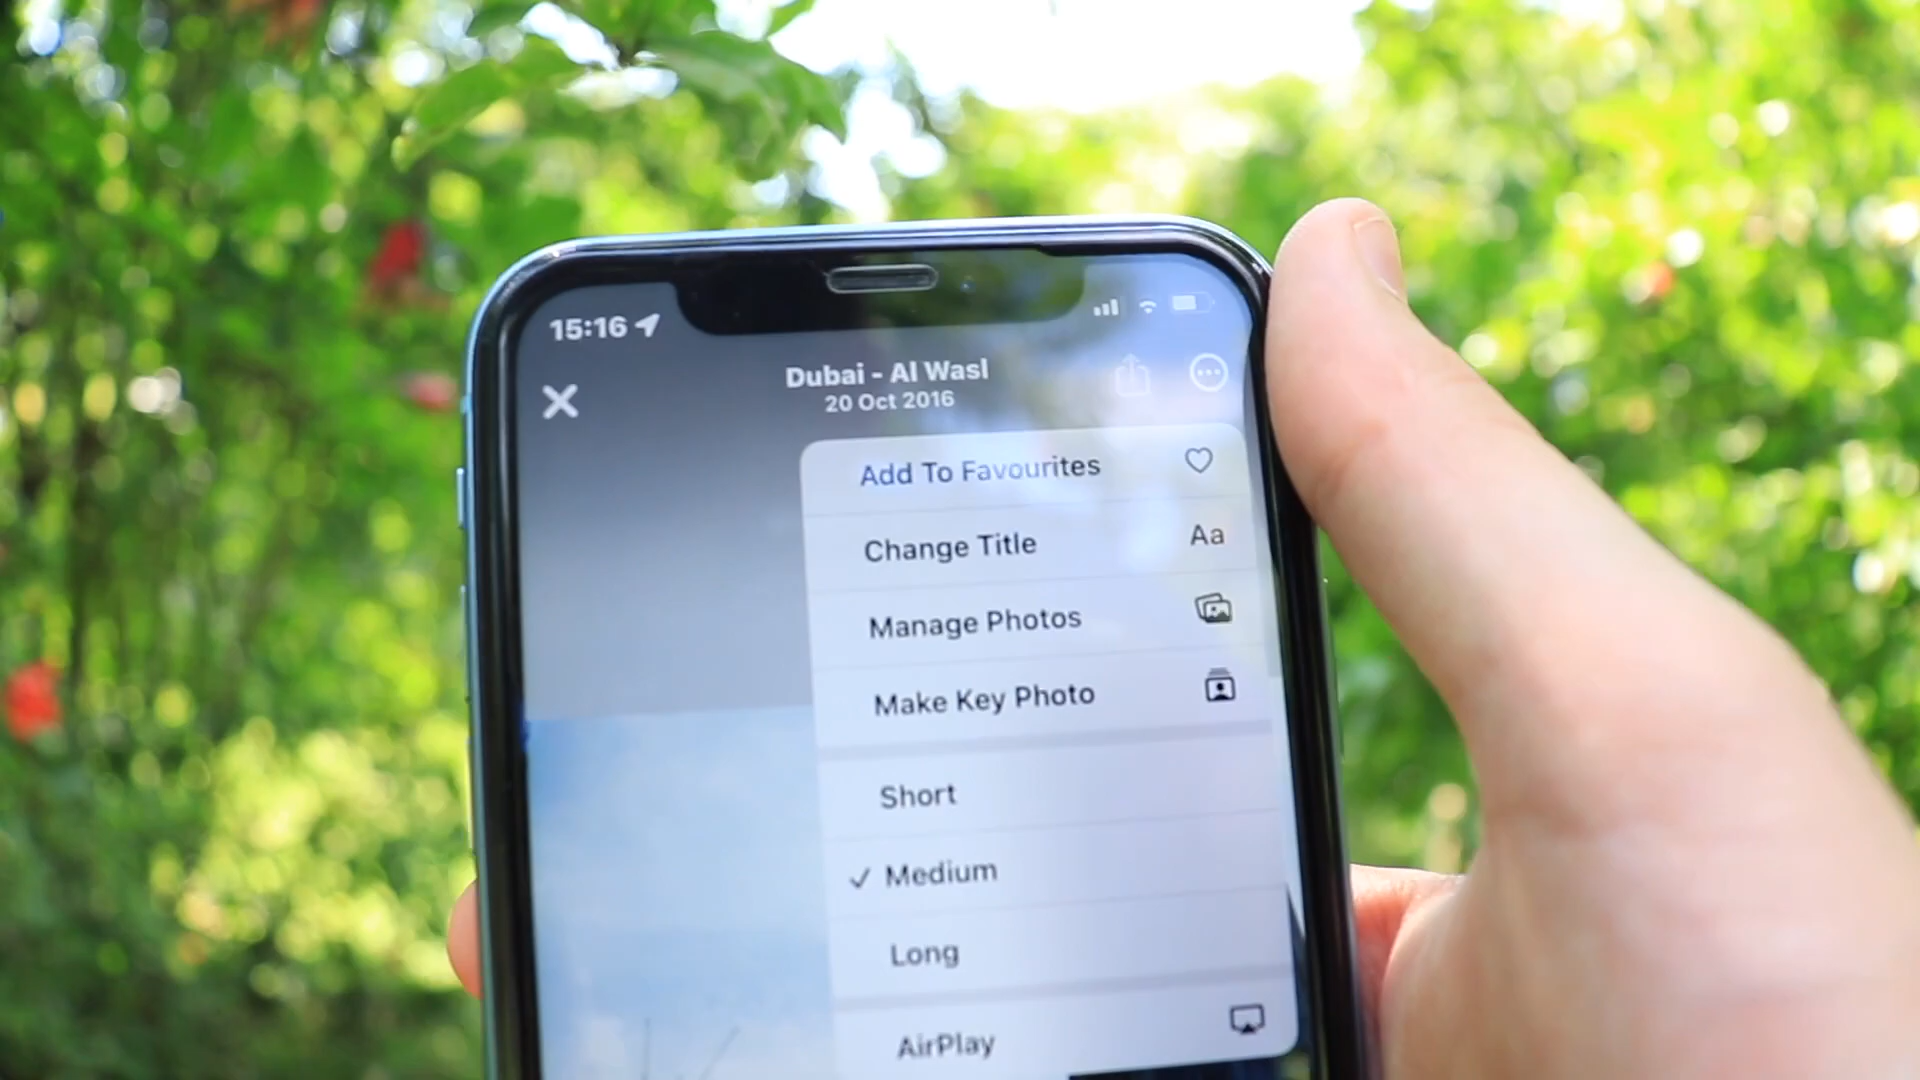 15:16
Dubai - Al Wasl
20 Oct 2016
Add To Favourites
Change Title Aa
Manage Photos
Make Key Photo
Short
✓ Medium
Long
AirPlay